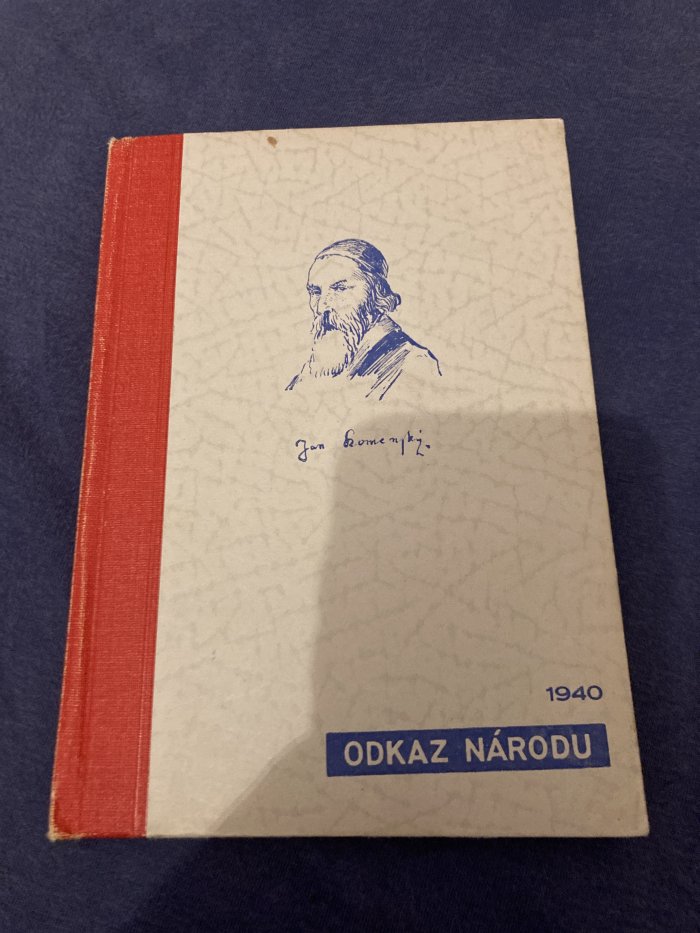 Jan Komenský.
1940
ODKAZ NÁRODU